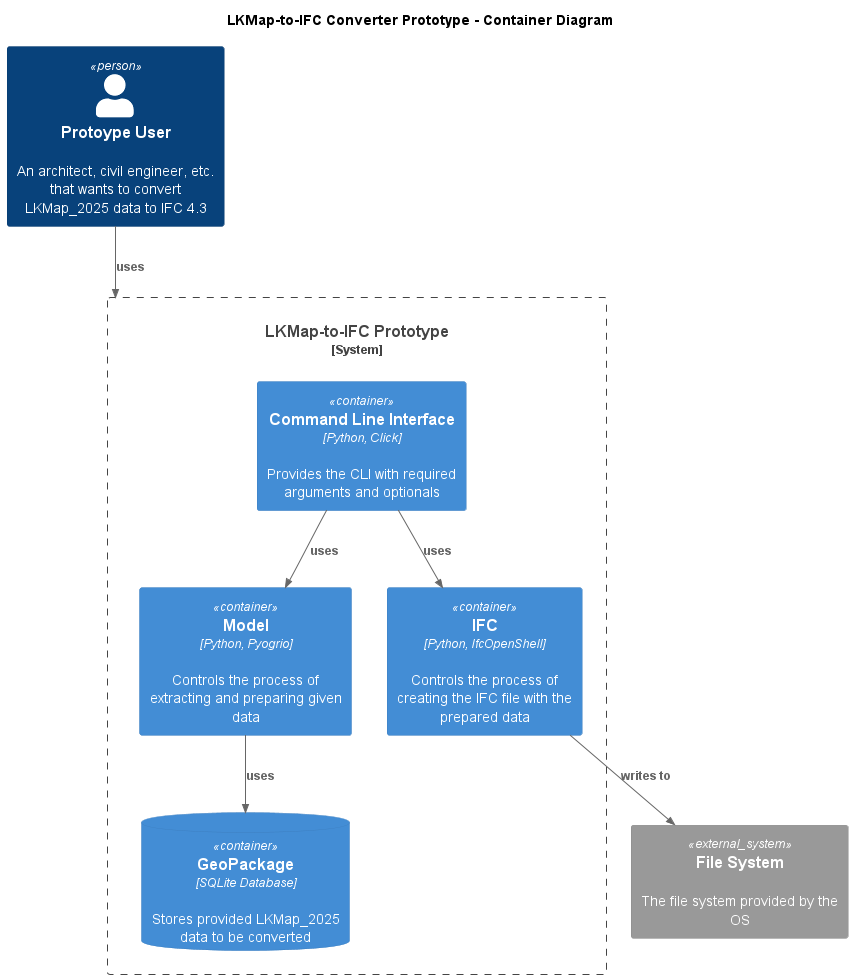 LKMap-to-IFC Converter Prototype - Container Diagram
«person»
Protoype User
An architect, civil engineer, etc.
that wants to convert
LKMap_2025 data to IFC 4.3
uses
LKMap-to-IFC Prototype
[System]
«container»
Command Line Interface
[Python, Click]
Provides the CLI with required
arguments and optionals
uses
uses
«container»
Model
[Python, Pyogrio]
Controls the process of
extracting and preparing given
data
«container»
IFC
[Python, IfcOpenShell]
Controls the process of
creating the IFC file with the
prepared data
uses
writes to
«container»
GeoPackage
[SQLite Database]
Stores provided LKMap_2025
data to be converted
«external_system»
File System
The file system provided by the
OS